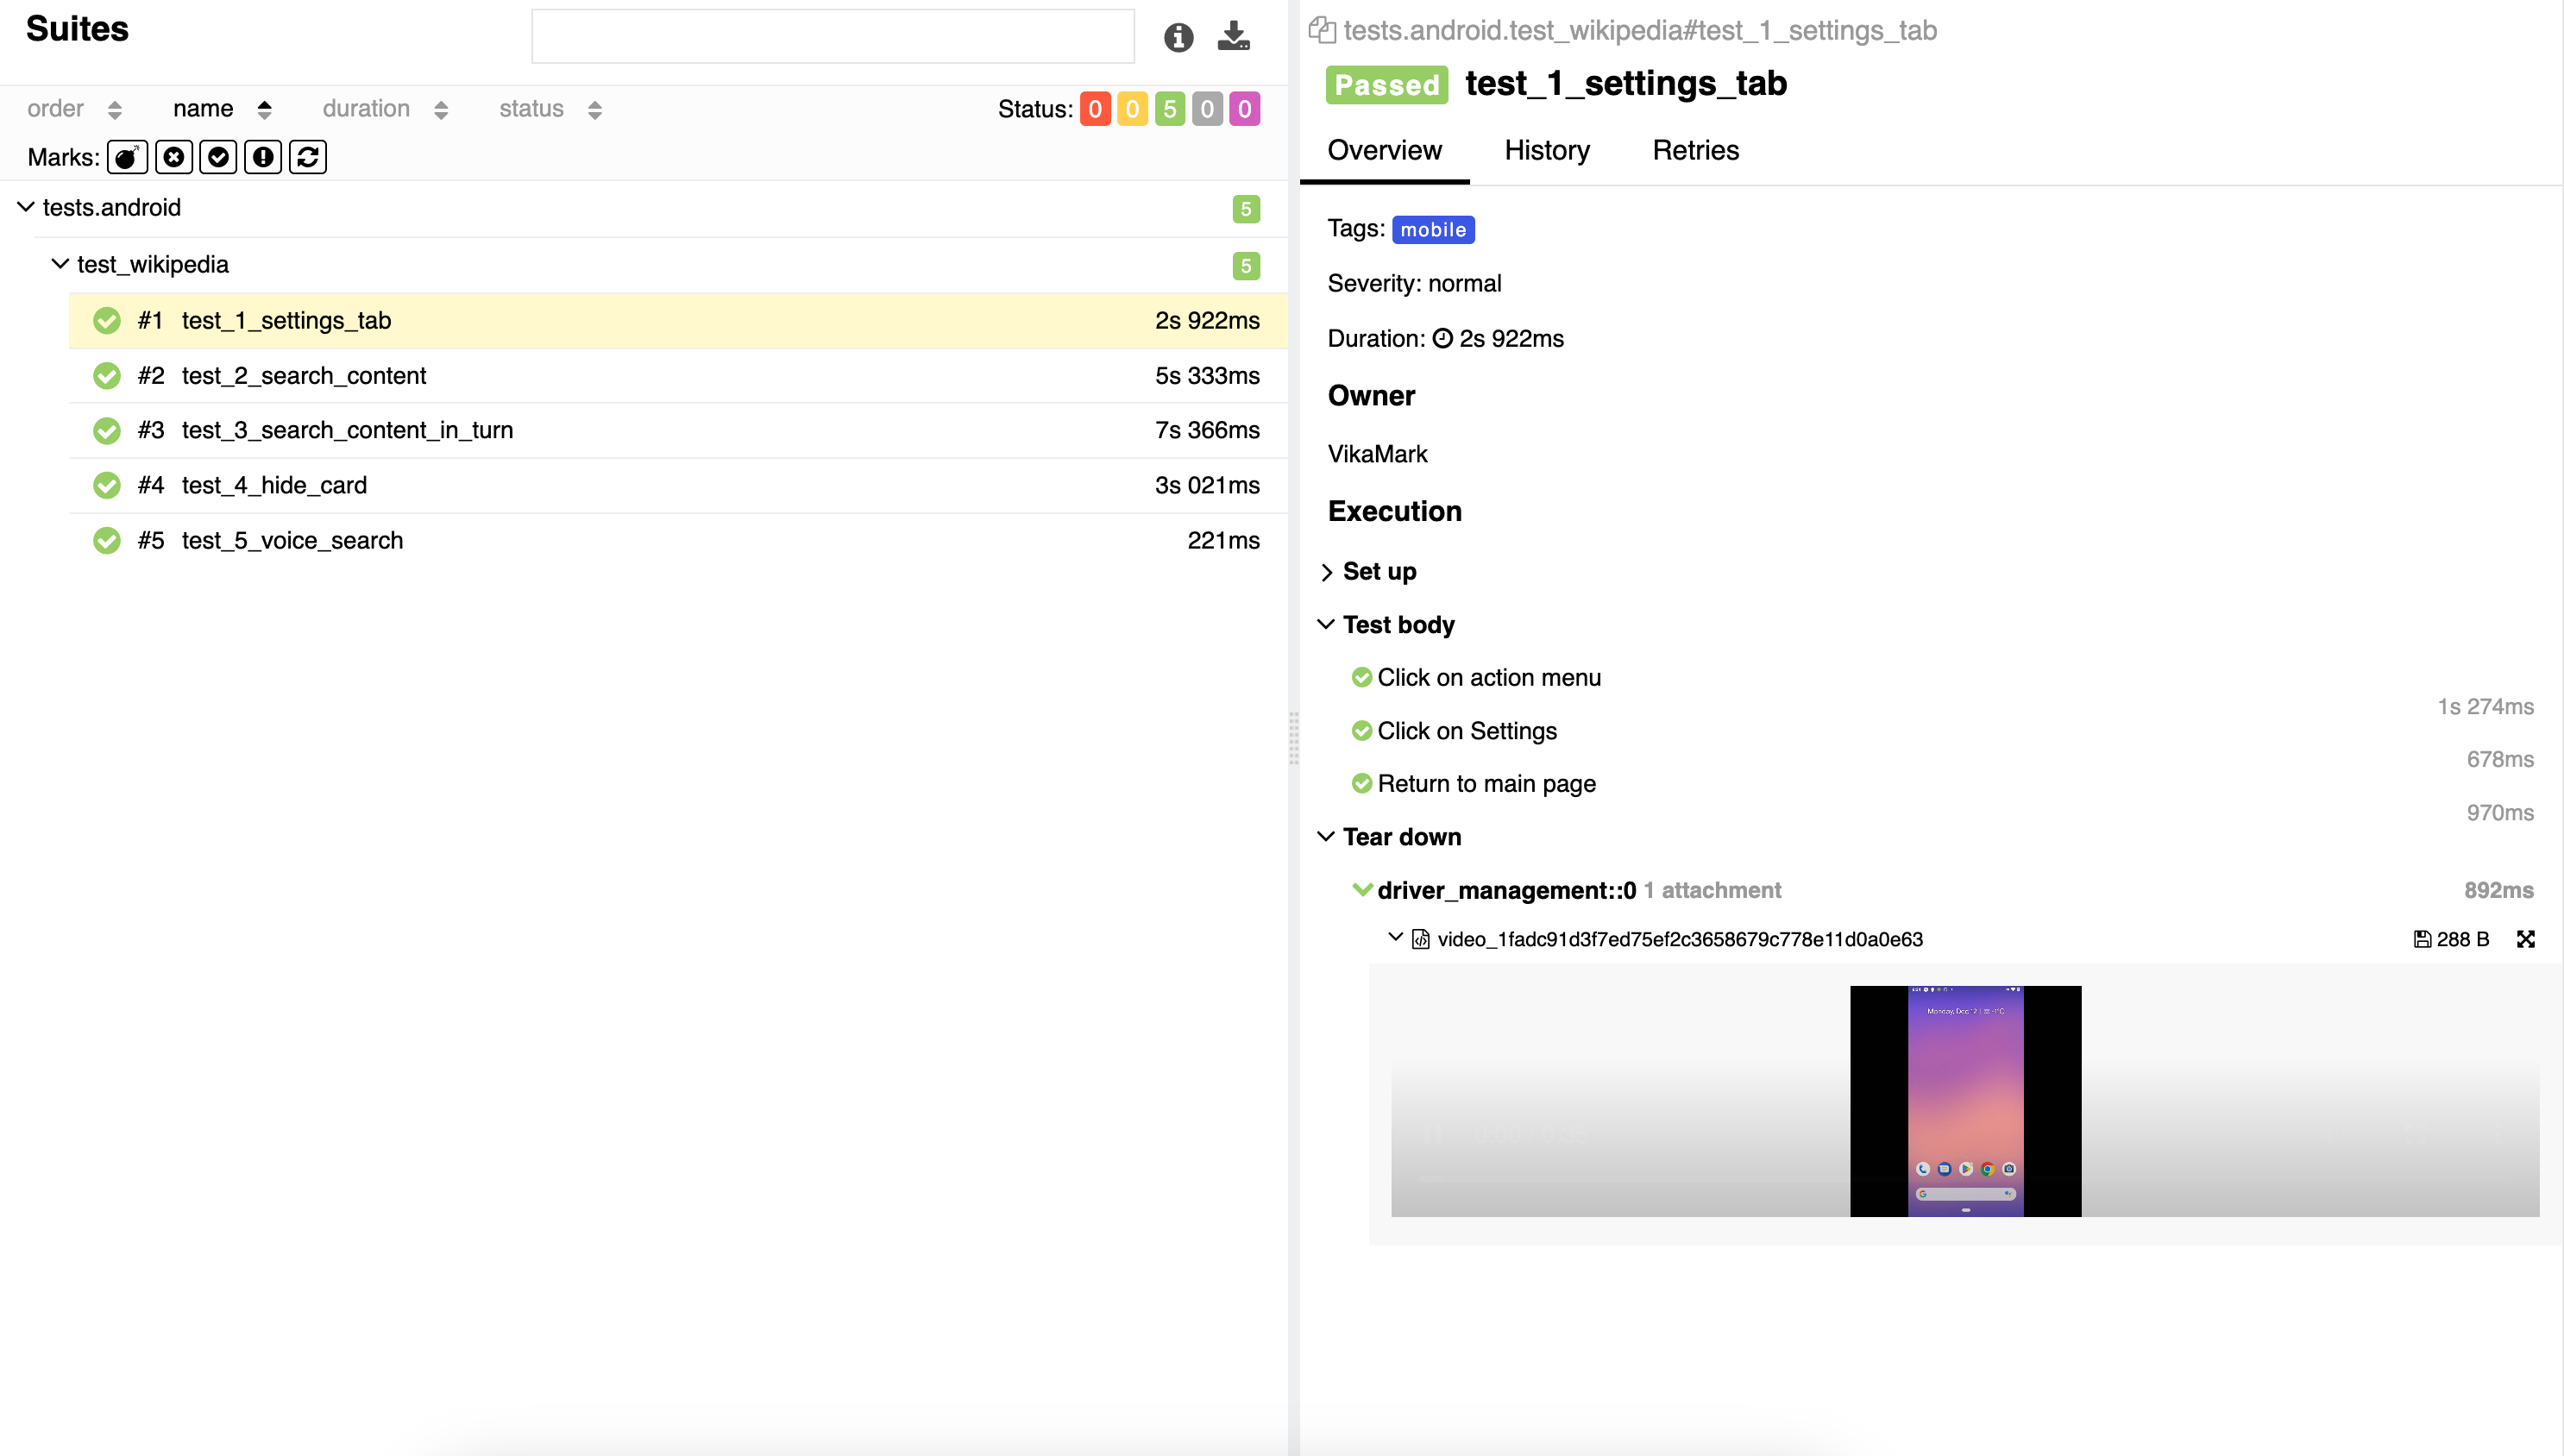 Suites
order name duration status Status: 0 0 5 0 0
Marks:
tests.android 5
test_wikipedia 5
#1 test_1_settings_tab 2s 922ms
#2 test_2_search_content 5s 333ms
#3 test_3_search_content_in_turn 7s 366ms
#4 test_4_hide_card 3s 021ms
#5 test_5_voice_search 221ms
tests.android.test_wikipedia#test_1_settings_tab
Passed test_1_settings_tab
Overview History Retries
Tags: mobile
Severity: normal
Duration: 2s 922ms
Owner
VikaMark
Execution
Set up
Test body
Click on action menu
1s 274ms
Click on Settings
678ms
Return to main page
970ms
Tear down
driver_management::0 1 attachment 892ms
video_1fadc91d3f7ed75ef2c3658679c778e11d0a0e63 288 B
Monday, Dec 12 -1°C